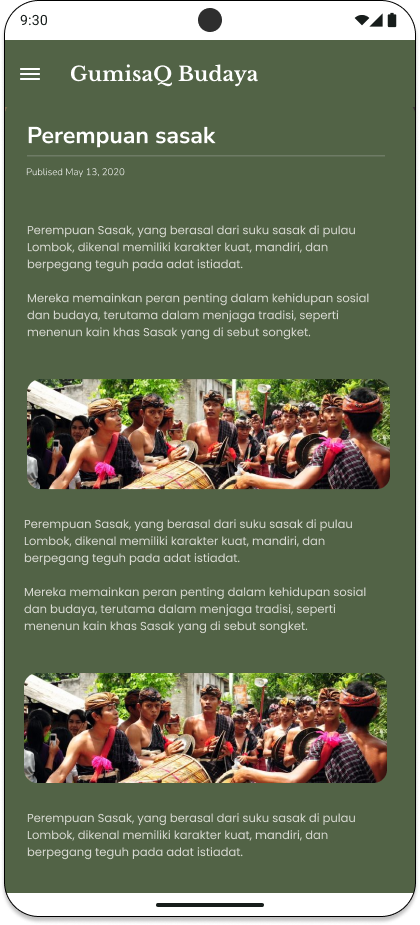 9:30
GumisaQ Budaya
Perempuan sasak
Publised May 13, 2020
Perempuan Sasak, yang berasal dari suku sasak di pulau
Lombok, dikenal memiliki karakter kuat, mandiri, dan
berpegang teguh pada adat istiadat.
Mereka memainkan peran penting dalam kehidupan sosial
dan budaya, terutama dalam menjaga tradisi, seperti
menenun kain khas Sasak yang di sebut songket.
Perempuan Sasak, yang berasal dari suku sasak di pulau
Lombok, dikenal memiliki karakter kuat, mandiri, dan
berpegang teguh pada adat istiadat.
Mereka memainkan peran penting dalam kehidupan sosial
dan budaya, terutama dalam menjaga tradisi, seperti
menenun kain khas Sasak yang di sebut songket.
Perempuan Sasak, yang berasal dari suku sasak di pulau
Lombok, dikenal memiliki karakter kuat, mandiri, dan
berpegang teguh pada adat istiadat.